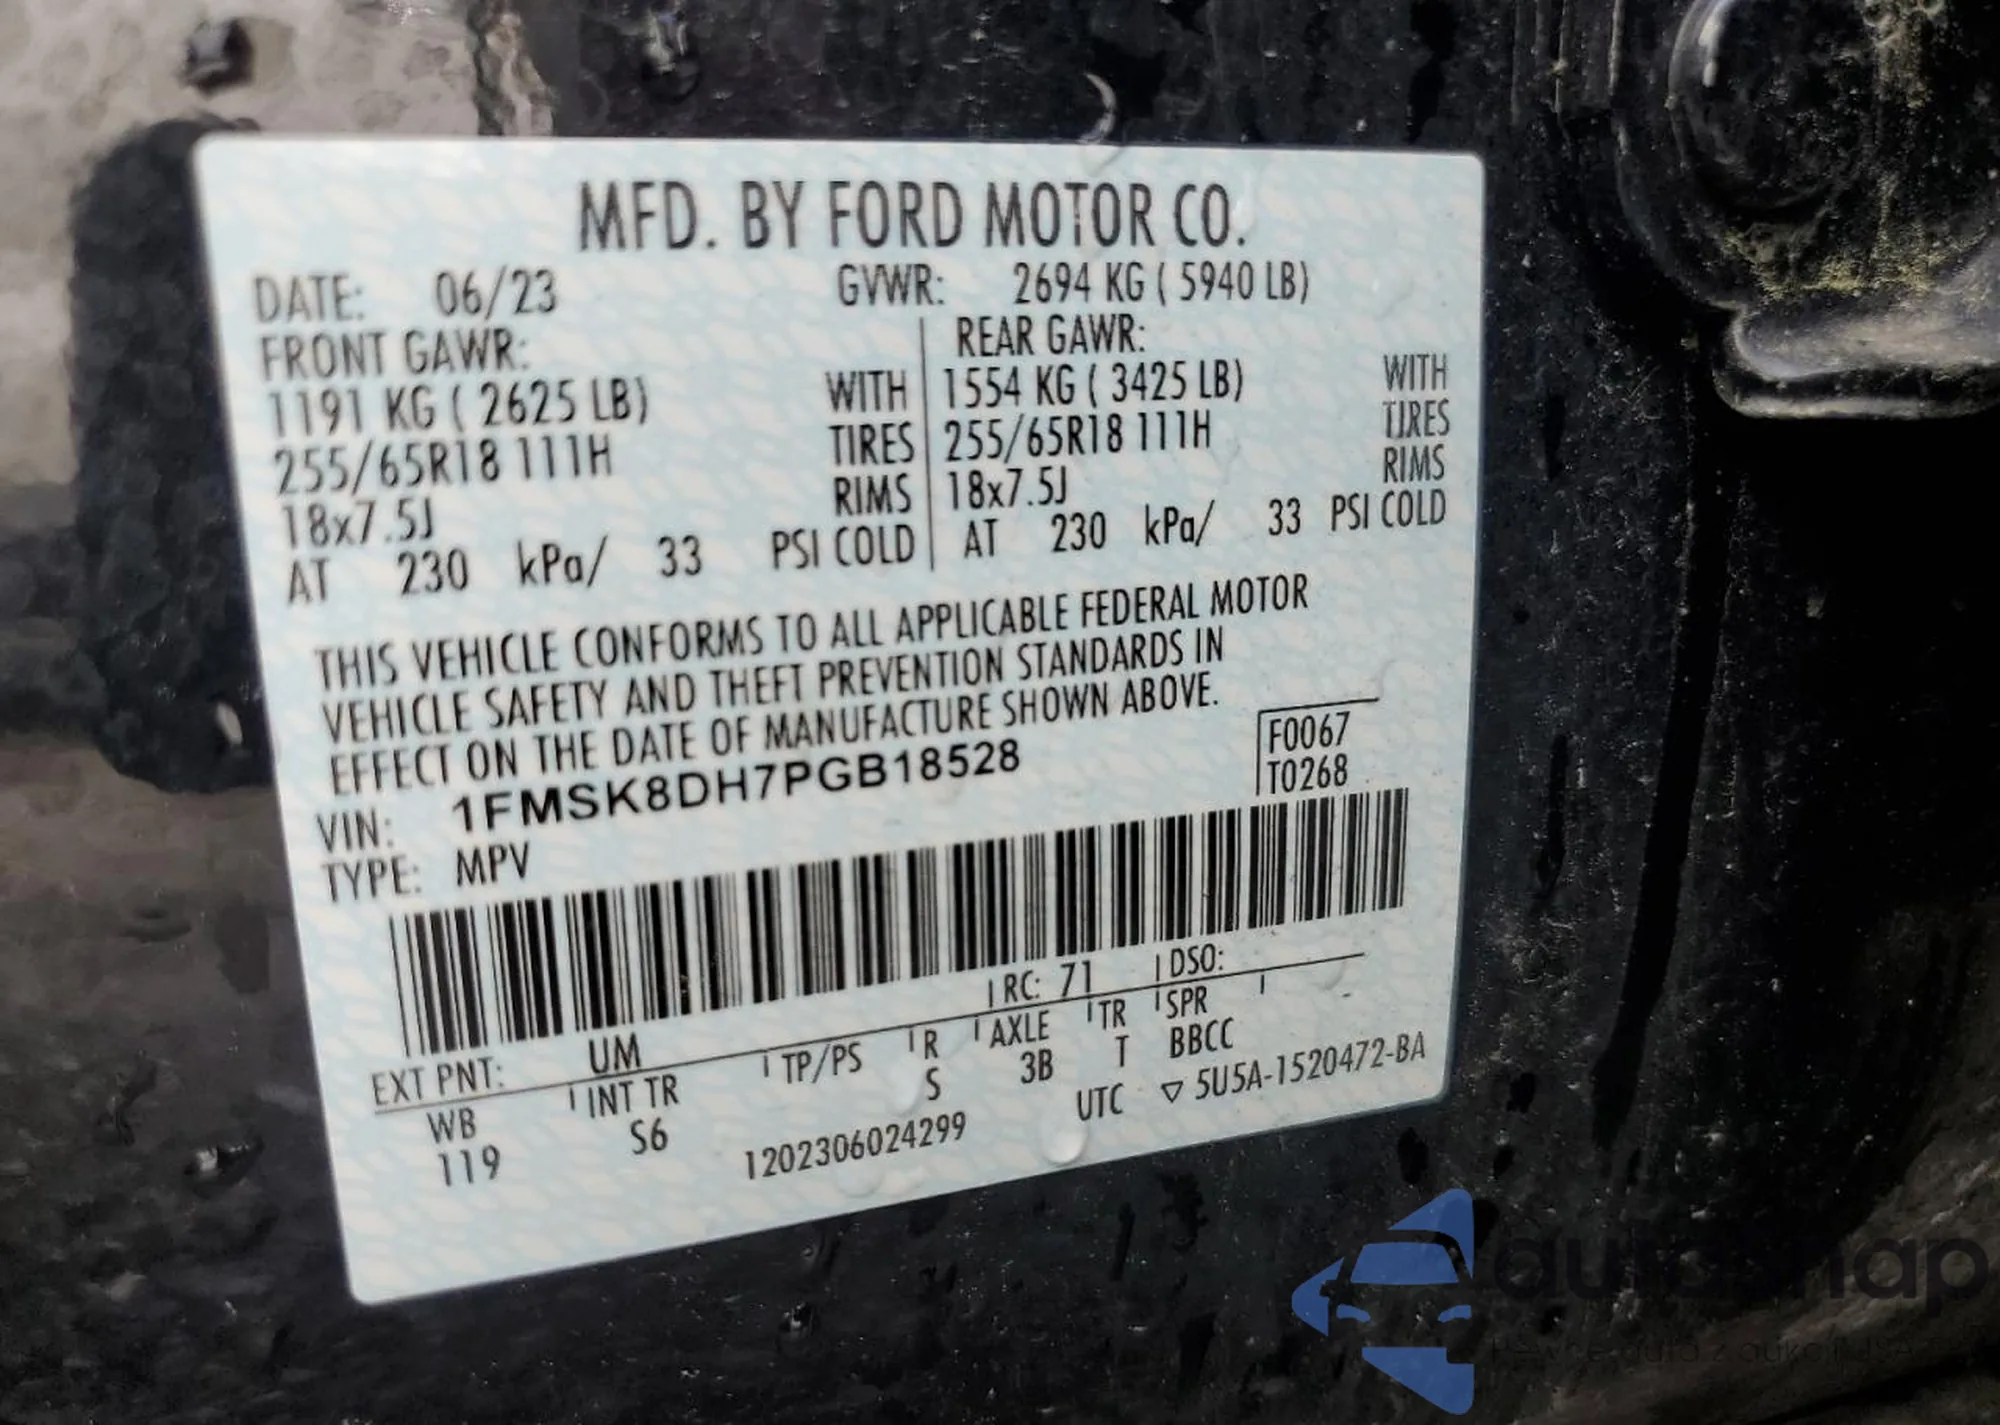 MFD. BY FORD MOTOR CO.
DATE: 06/23 GVWR: 2694 KG ( 5940 LB)
FRONT GAWR: REAR GAWR:
1191 KG ( 2625 LB) WITH 1554 KG ( 3425 LB) WITH
255/65R18 111H TIRES 255/65R18 111H TIRES
18x7.5J RIMS 18x7.5J RIMS
AT 230 kPa/ 33 PSI COLD AT 230 kPa/ 33 PSI COLD
THIS VEHICLE CONFORMS TO ALL APPLICABLE FEDERAL MOTOR
VEHICLE SAFETY AND THEFT PREVENTION STANDARDS IN
EFFECT ON THE DATE OF MANUFACTURE SHOWN ABOVE.
VIN: 1FMSK8DH7PGB18528 F0067
TYPE: MPV T0268
RC: 71 DSO:
EXT PNT: UM
WB INT TR TP/PS R AXLE TR SPR
119 S6 S 3B T BBCC
1202306024299 UTC ▽ 5U5A-1520472-BA
autosnap